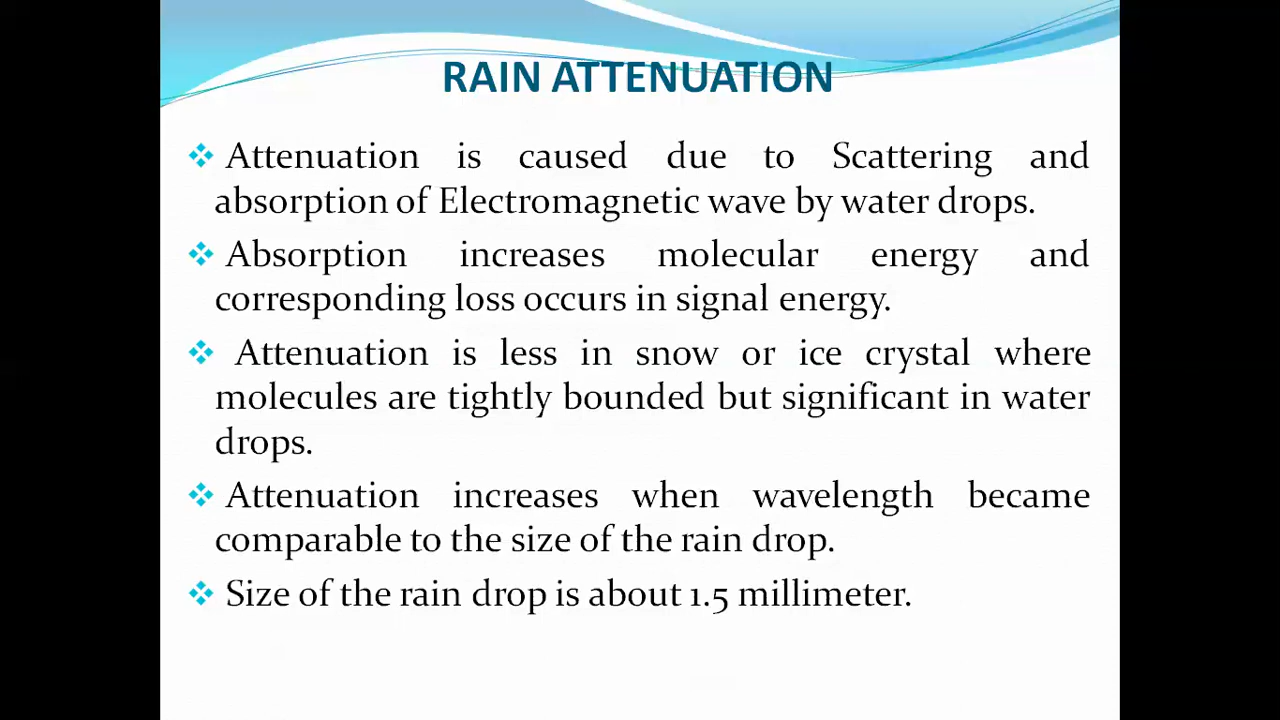 RAIN ATTENUATION
❖ Attenuation is caused due to Scattering and
absorption of Electromagnetic wave by water drops.
❖ Absorption increases molecular energy and
corresponding loss occurs in signal energy.
❖ Attenuation is less in snow or ice crystal where
molecules are tightly bounded but significant in water
drops.
❖ Attenuation increases when wavelength became
comparable to the size of the rain drop.
❖ Size of the rain drop is about 1.5 millimeter.